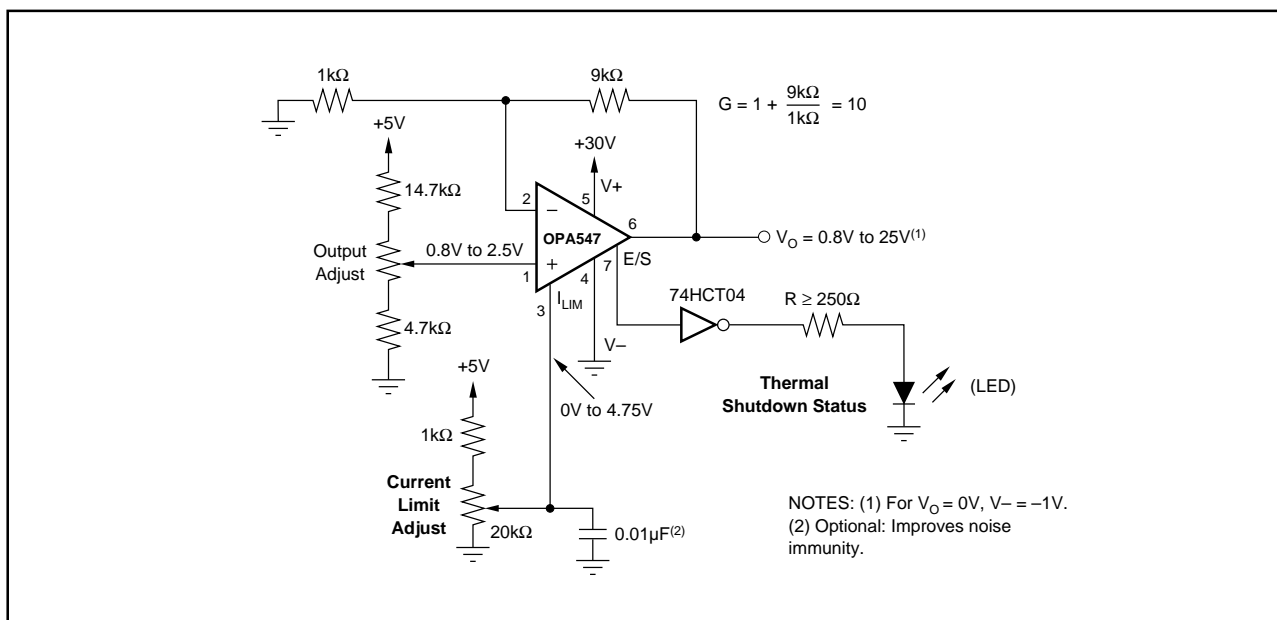 1kΩ
9kΩ
G = 1 + 9kΩ/1kΩ = 10
+5V
+30V
14.7kΩ
V+
5
2
–
6
OPA547
VO = 0.8V to 25V(1)
Output
Adjust
0.8V to 2.5V
+
E/S
1
4
7
ILIM
3
74HCT04
R ≥ 250Ω
4.7kΩ
V–
+5V
0V to 4.75V
Thermal
Shutdown Status
(LED)
1kΩ
Current
Limit
Adjust
20kΩ
0.01µF(2)
NOTES: (1) For VO = 0V, V– = –1V.
(2) Optional: Improves noise
immunity.